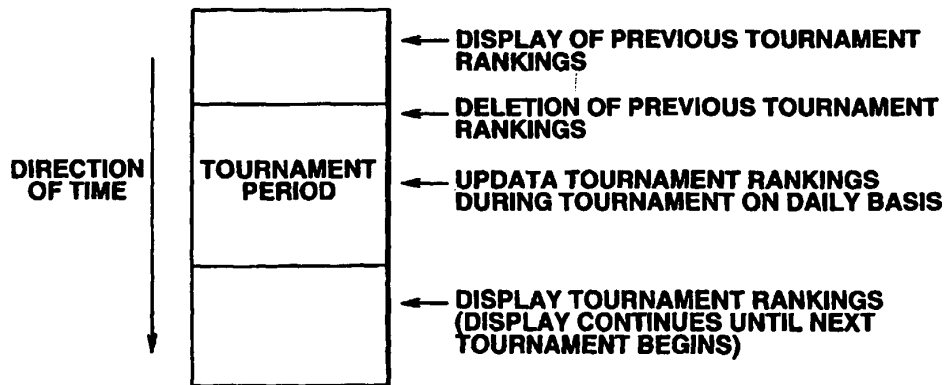 DISPLAY OF PREVIOUS TOURNAMENT
RANKINGS
DELETION OF PREVIOUS TOURNAMENT
RANKINGS
DIRECTION
OF TIME
TOURNAMENT
PERIOD
UPDATA TOURNAMENT RANKINGS
DURING TOURNAMENT ON DAILY BASIS
DISPLAY TOURNAMENT RANKINGS
(DISPLAY CONTINUES UNTIL NEXT
TOURNAMENT BEGINS)